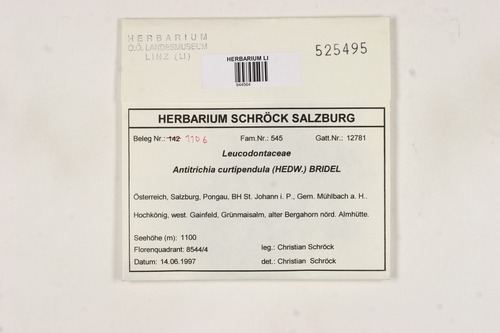 HERBARIUM
O.Ö. LANDESMUSEUM
LINZ (LI)
HERBARIUM LI
525495
HERBARIUM SCHRÖCK SALZBURG
Beleg Nr.: 142 1106 Fam.Nr.: 545 Gatt.Nr.: 12781
Leucodontaceae
Antitrichia curtipendula (HEDW.) BRIDEL
Österreich, Salzburg, Pongau, BH St. Johann i. P., Gem. Mühlbach a. H..
Hochkönig, west. Gainfeld, Grünmaisalm, alter Bergahorn nörd. Almhütte.
Seehöhe (m): 1100
Florenquadrant: 8544/4 leg.: Christian Schröck
Datum: 14.06.1997 det.: Christian Schröck